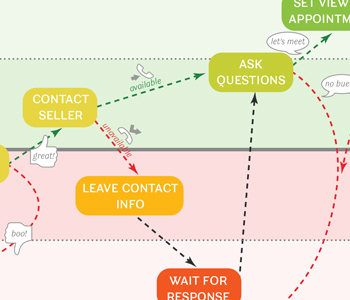 SET VIEW
APPOINTM
let's meet
ASK
QUESTIONS
no bue
available
CONTACT
SELLER
unavailable
great!
LEAVE CONTACT
INFO
boo!
WAIT FOR
RESPONSE